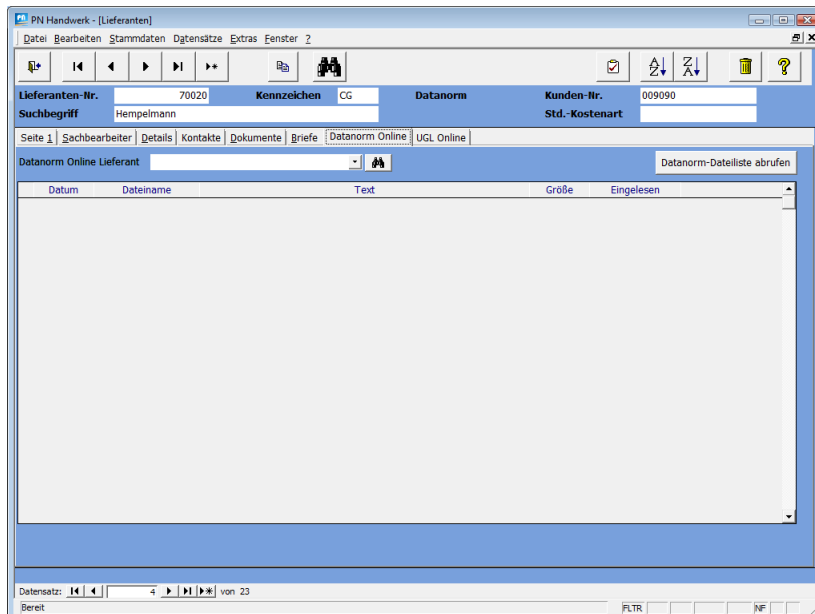 PN Handwerk - [Lieferanten]
Datei Bearbeiten Stammdaten Datensätze Extras Fenster ?
Lieferanten-Nr. 70020 Kennzeichen CG Datanorm Kunden-Nr. 009090
Suchbegriff Hempelmann Std.-Kostenart
Seite 1 Sachbearbeiter Details Kontakte Dokumente Briefe Datanorm Online UGL Online
Datanorm Online Lieferant Datanorm-Dateiliste abrufen
Datum Dateiname Text Größe Eingelesen
Datensatz: 4 von 23
Bereit FLTR NF